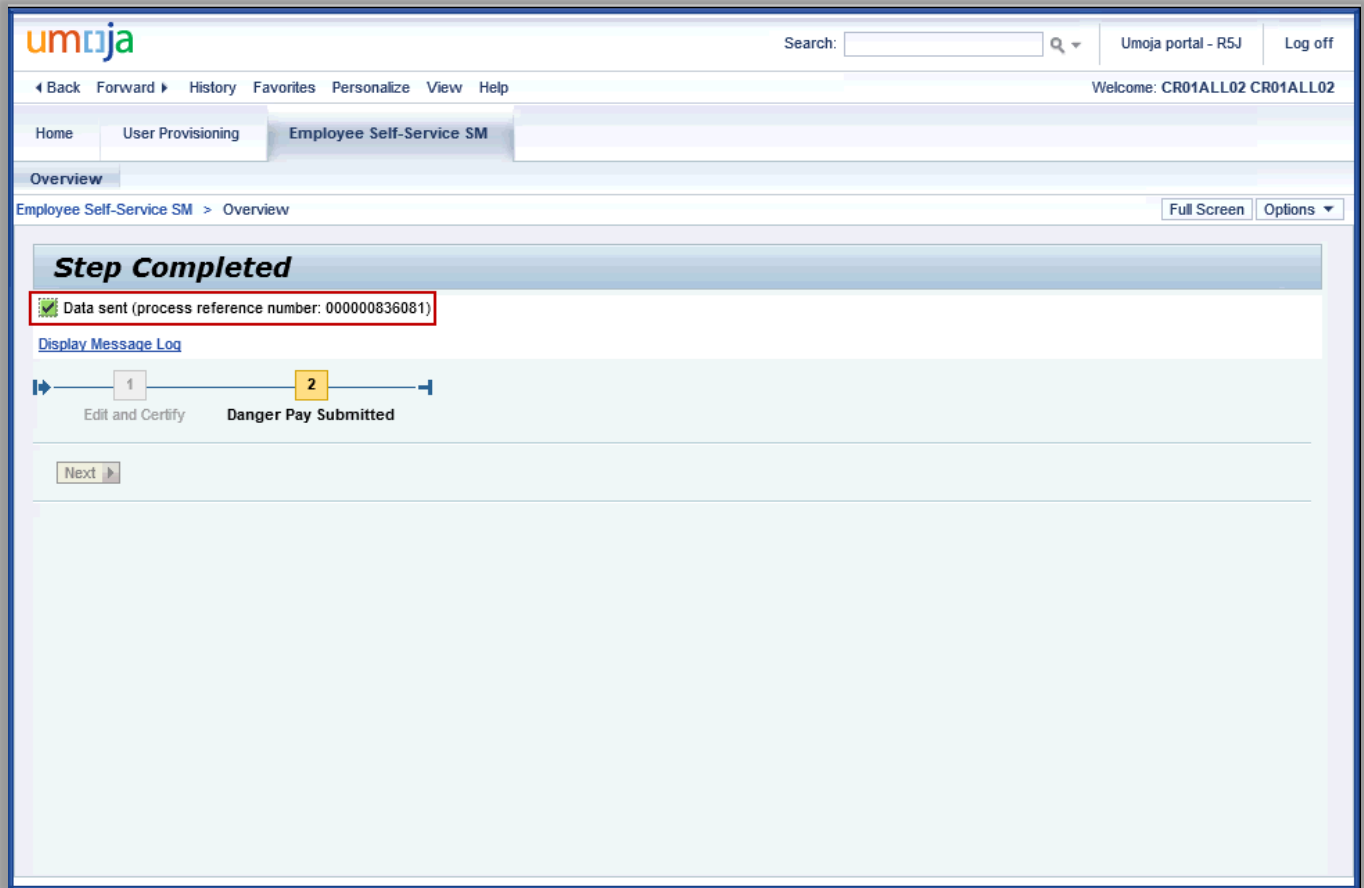 umoja
Search:
Umoja portal - R5J
Log off
Back Forward History Favorites Personalize View Help
Welcome: CR01ALL02 CR01ALL02
Home User Provisioning Employee Self-Service SM
Overview
Employee Self-Service SM > Overview
Full Screen Options
Step Completed
Data sent (process reference number: 000000836081)
Display Message Log
1 2
Edit and Certify Danger Pay Submitted
Next